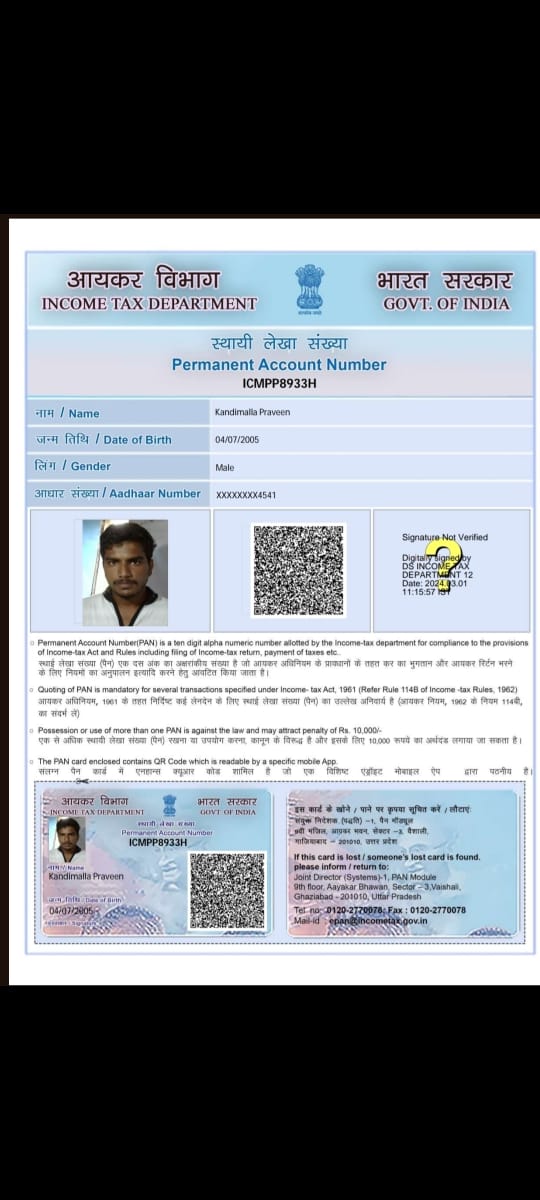 आयकर विभाग
INCOME TAX DEPARTMENT
भारत सरकार
GOVT. OF INDIA
स्थायी लेखा संख्या
Permanent Account Number
ICMPP8933H
नाम / Name
Kandimalla Praveen
जन्म तिथि / Date of Birth
04/07/2005
लिंग / Gender
Male
आधार संख्या / Aadhaar Number
XXXXXXXX4541
Signature Not Verified
Digitally signed by
DS INCOME TAX
DEPARTMENT 12
Date: 2024.03.01
11:15:57 IST
Permanent Account Number(PAN) is a ten digit alpha numeric number allotted by the Income-tax department for compliance to the provisions
of Income-tax Act and Rules including filing of Income-tax return, payment of taxes etc..
स्थाई लेखा संख्या (पैन) एक दस अंक का अक्षरांकीय संख्या है जो आयकर अधिनियम के प्रावधानों के तहत कर का भुगतान और आयकर रिर्टन भरने
के लिए नियमों का अनुपालन इत्यादि करने हेतु आवंटित किया जाता है।
Quoting of PAN is mandatory for several transactions specified under Income- tax Act, 1961 (Refer Rule 114B of Income -tax Rules, 1962)
आयकर अधिनियम, 1961 के तहत निर्दिष्ट कई लेनदेन के लिए स्थाई लेखा संख्या (पैन) का उल्लेख अनिवार्य है (आयकर नियम, 1962 के नियम 114बी,
का संदर्भ ले)
Possession or use of more than one PAN is against the law and may attract penalty of Rs. 10,000/-
एक से अधिक स्थायी लेखा संख्या (पैन) रखना या उपयोग करना, कानून के विरूद्ध है और इसके लिए 10,000 रूपये का अर्थदंड लगाया जा सकता है।
The PAN card enclosed contains QR Code which is readable by a specific mobile App.
सलग्न पैन कार्ड में एनहान्स क्यूआर कोड शामिल है जो एक विशिष्ट एंड्रॉइट मोबाइल ऐप द्वारा पठनीय है।
आयकर विभाग
INCOME TAX DEPARTMENT
भारत सरकार
GOVT OF INDIA
स्थायी लेखा संख्या
Permanent Account Number
ICMPP8933H
नाम / Name
Kandimalla Praveen
जन्म तिथि / Date of Birth
04/07/2005
इस कार्ड के खोने / पाने पर कृपया सूचित करें / लौटाएं
संयुक्त निदेशक (पद्धति) -1, पैन मॉड्यूल
9वी मंजिल, आयकर भवन, सेक्टर -3, वैशाली,
गाजियाबाद - 201010, उत्तर प्रदेश
If this card is lost / someone's lost card is found,
please inform / return to:
Joint Director (Systems)-1, PAN Module
9th floor, Aayakar Bhawan, Sector - 3,Vaishali,
Ghaziabad - 201010, Uttar Pradesh
Tel no: 0120-2770078; Fax : 0120-2770078
Mail-id : epan@incometax.gov.in